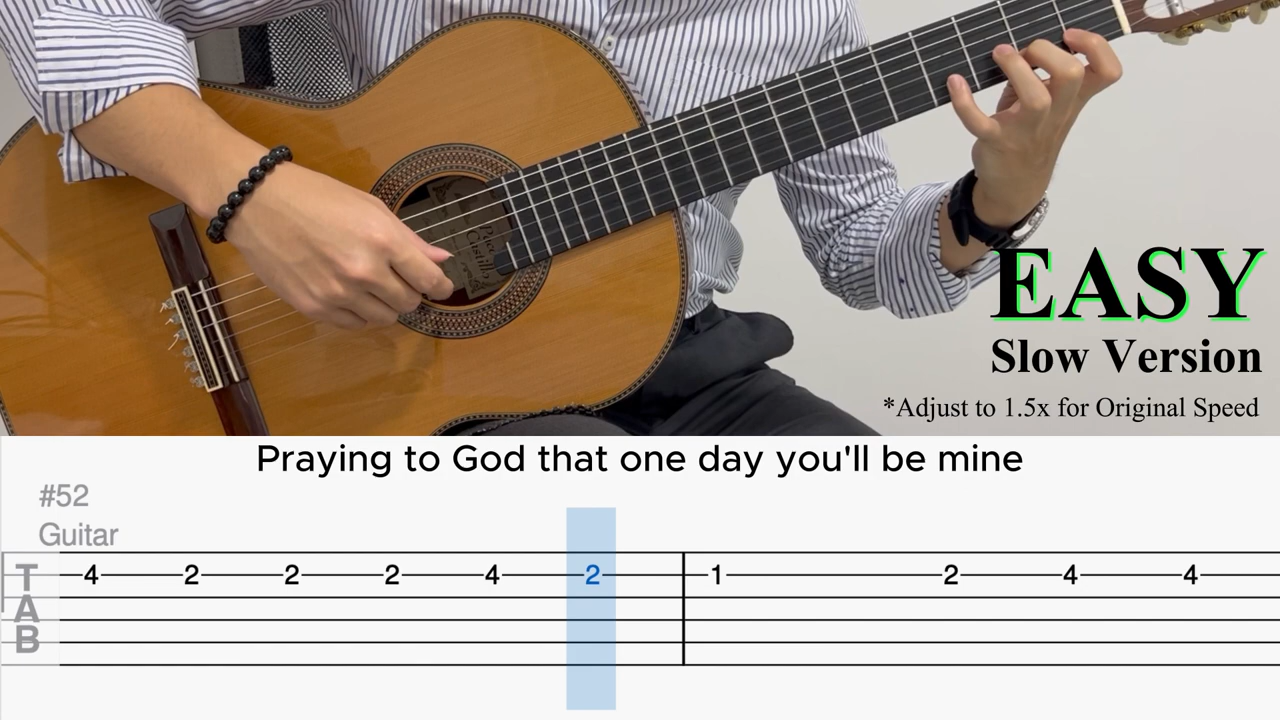 EASY
Slow Version
*Adjust to 1.5x for Original Speed
Praying to God that one day you'll be mine
#52
Guitar
T
A
B
4 2 2 2 4 2 1 2 4 4